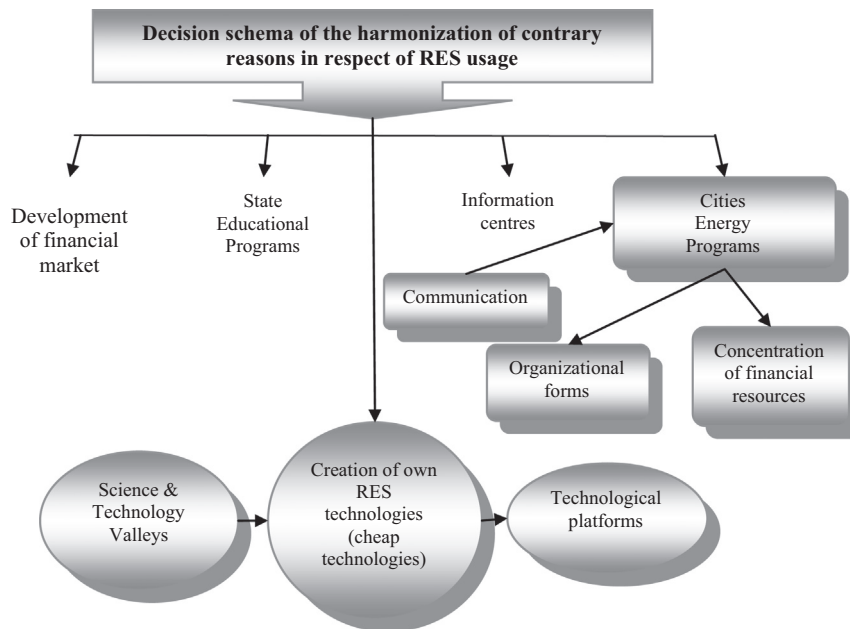 Decision schema of the harmonization of contrary
reasons in respect of RES usage
Development
of financial
market
State
Educational
Programs
Information
centres
Cities
Energy
Programs
Communication
Organizational
forms
Concentration
of financial
resources
Science &
Technology
Valleys
Creation of own
RES
technologies
(cheap
technologies)
Technological
platforms